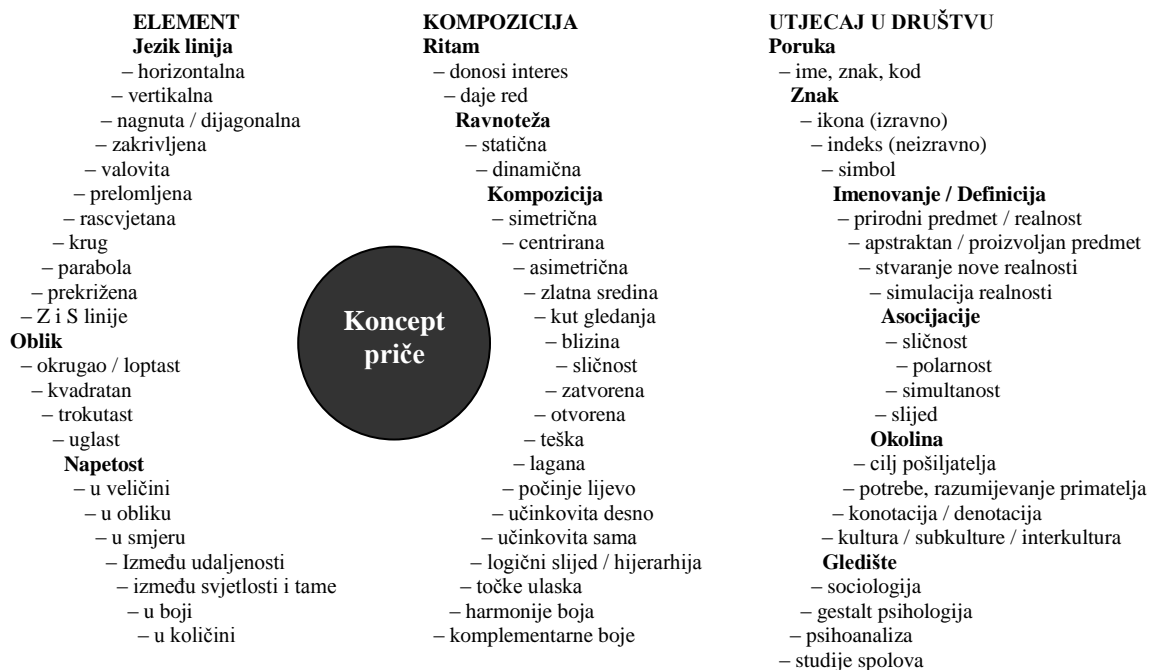 ELEMENT
Jezik linija
– horizontalna
– vertikalna
– nagnuta / dijagonalna
– zakrivljena
– valovita
– prelomljena
– rascvjetana
– krug
– parabola
– prekrižena
– Z i S linije
Oblik
– okrugao / loptast
– kvadratan
– trokutast
– uglast
Napetost
– u veličini
– u obliku
– u smjeru
– Između udaljenosti
– između svjetlosti i tame
– u boji
– u količini
Koncept
priče
KOMPOZICIJA
Ritam
– donosi interes
– daje red
Ravnoteža
– statična
– dinamična
Kompozicija
– simetrična
– centrirana
– asimetrična
– zlatna sredina
– kut gledanja
– blizina
– sličnost
– zatvorena
– otvorena
– teška
– lagana
– počinje lijevo
– učinkovita desno
– učinkovita sama
– logični slijed / hijerarhija
– točke ulaska
– harmonije boja
– komplementarne boje
UTJECAJ U DRUŠTVU
Poruka
– ime, znak, kod
Znak
– ikona (izravno)
– indeks (neizravno)
– simbol
Imenovanje / Definicija
– prirodni predmet / realnost
– apstraktan / proizvoljan predmet
– stvaranje nove realnosti
– simulacija realnosti
Asocijacije
– sličnost
– polarnost
– simultanost
– slijed
Okolina
– cilj pošiljatelja
– potrebe, razumijevanje primatelja
– konotacija / denotacija
– kultura / subkulture / interkultura
Gledište
– sociologija
– gestalt psihologija
– psihoanaliza
– studije spolova